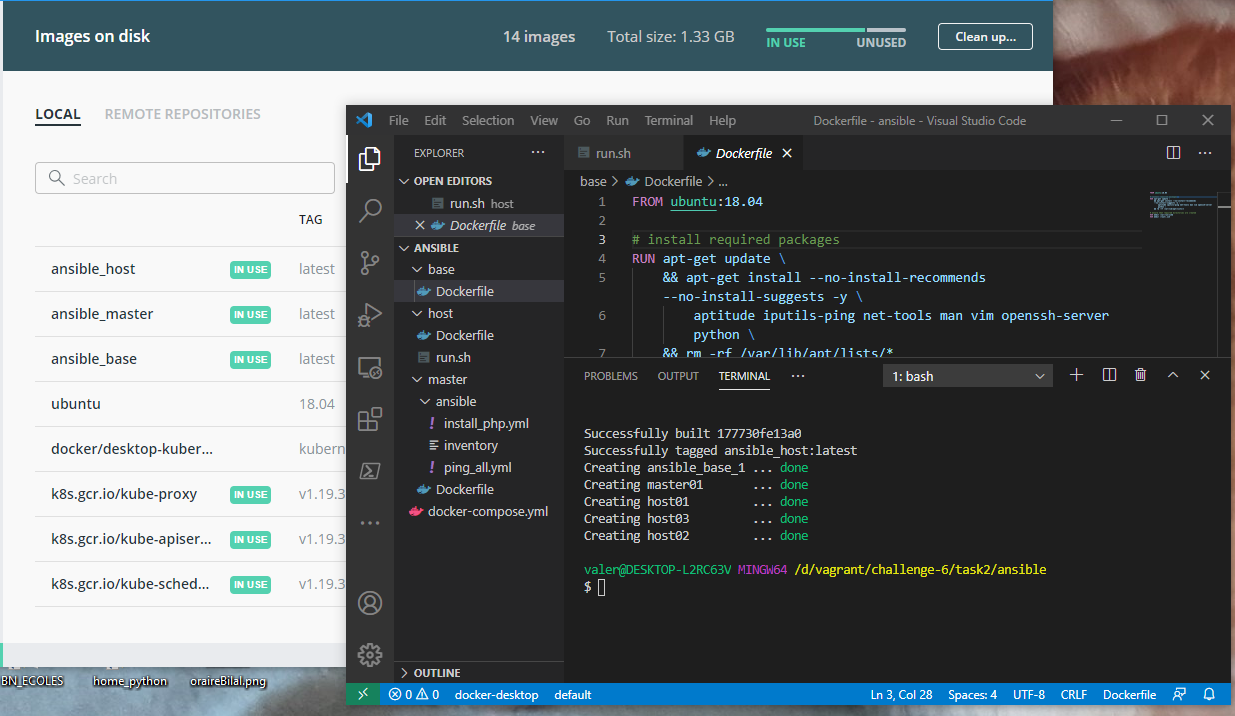 Images on disk
14 images
Total size: 1.33 GB
IN USE
UNUSED
Clean up...
LOCAL
REMOTE REPOSITORIES
Search
TAG
ansible_host IN USE latest
ansible_master IN USE latest
ansible_base IN USE latest
ubuntu 18.04
docker/desktop-kuber... kubern
k8s.gcr.io/kube-proxy IN USE v1.19.3
k8s.gcr.io/kube-apiser... IN USE v1.19.3
k8s.gcr.io/kube-sched... IN USE v1.19.3
BN_ECOLES
home_python
oraireBilal.png
File Edit Selection View Go Run Terminal Help
Dockerfile - ansible - Visual Studio Code
EXPLORER
OPEN EDITORS
run.sh host
Dockerfile base
ANSIBLE
base
Dockerfile
host
Dockerfile
run.sh
master
ansible
install_php.yml
inventory
ping_all.yml
Dockerfile
docker-compose.yml
OUTLINE
run.sh
Dockerfile
base > Dockerfile > ...
1 FROM ubuntu:18.04
2
3 # install required packages
4 RUN apt-get update \
5 && apt-get install --no-install-recommends
--no-install-suggests -y \
6 aptitude iputils-ping net-tools man vim openssh-server
python \
7 && rm -rf /var/lib/apt/lists/*
PROBLEMS OUTPUT TERMINAL ...
1: bash
Successfully built 177730fe13a0
Successfully tagged ansible_host:latest
Creating ansible_base_1 ... done
Creating master01 ... done
Creating host01 ... done
Creating host03 ... done
Creating host02 ... done
valer@DESKTOP-L2RC63V MINGW64 /d/vagrant/challenge-6/task2/ansible
$
0 0 docker-desktop default
Ln 3, Col 28 Spaces: 4 UTF-8 CRLF Dockerfile